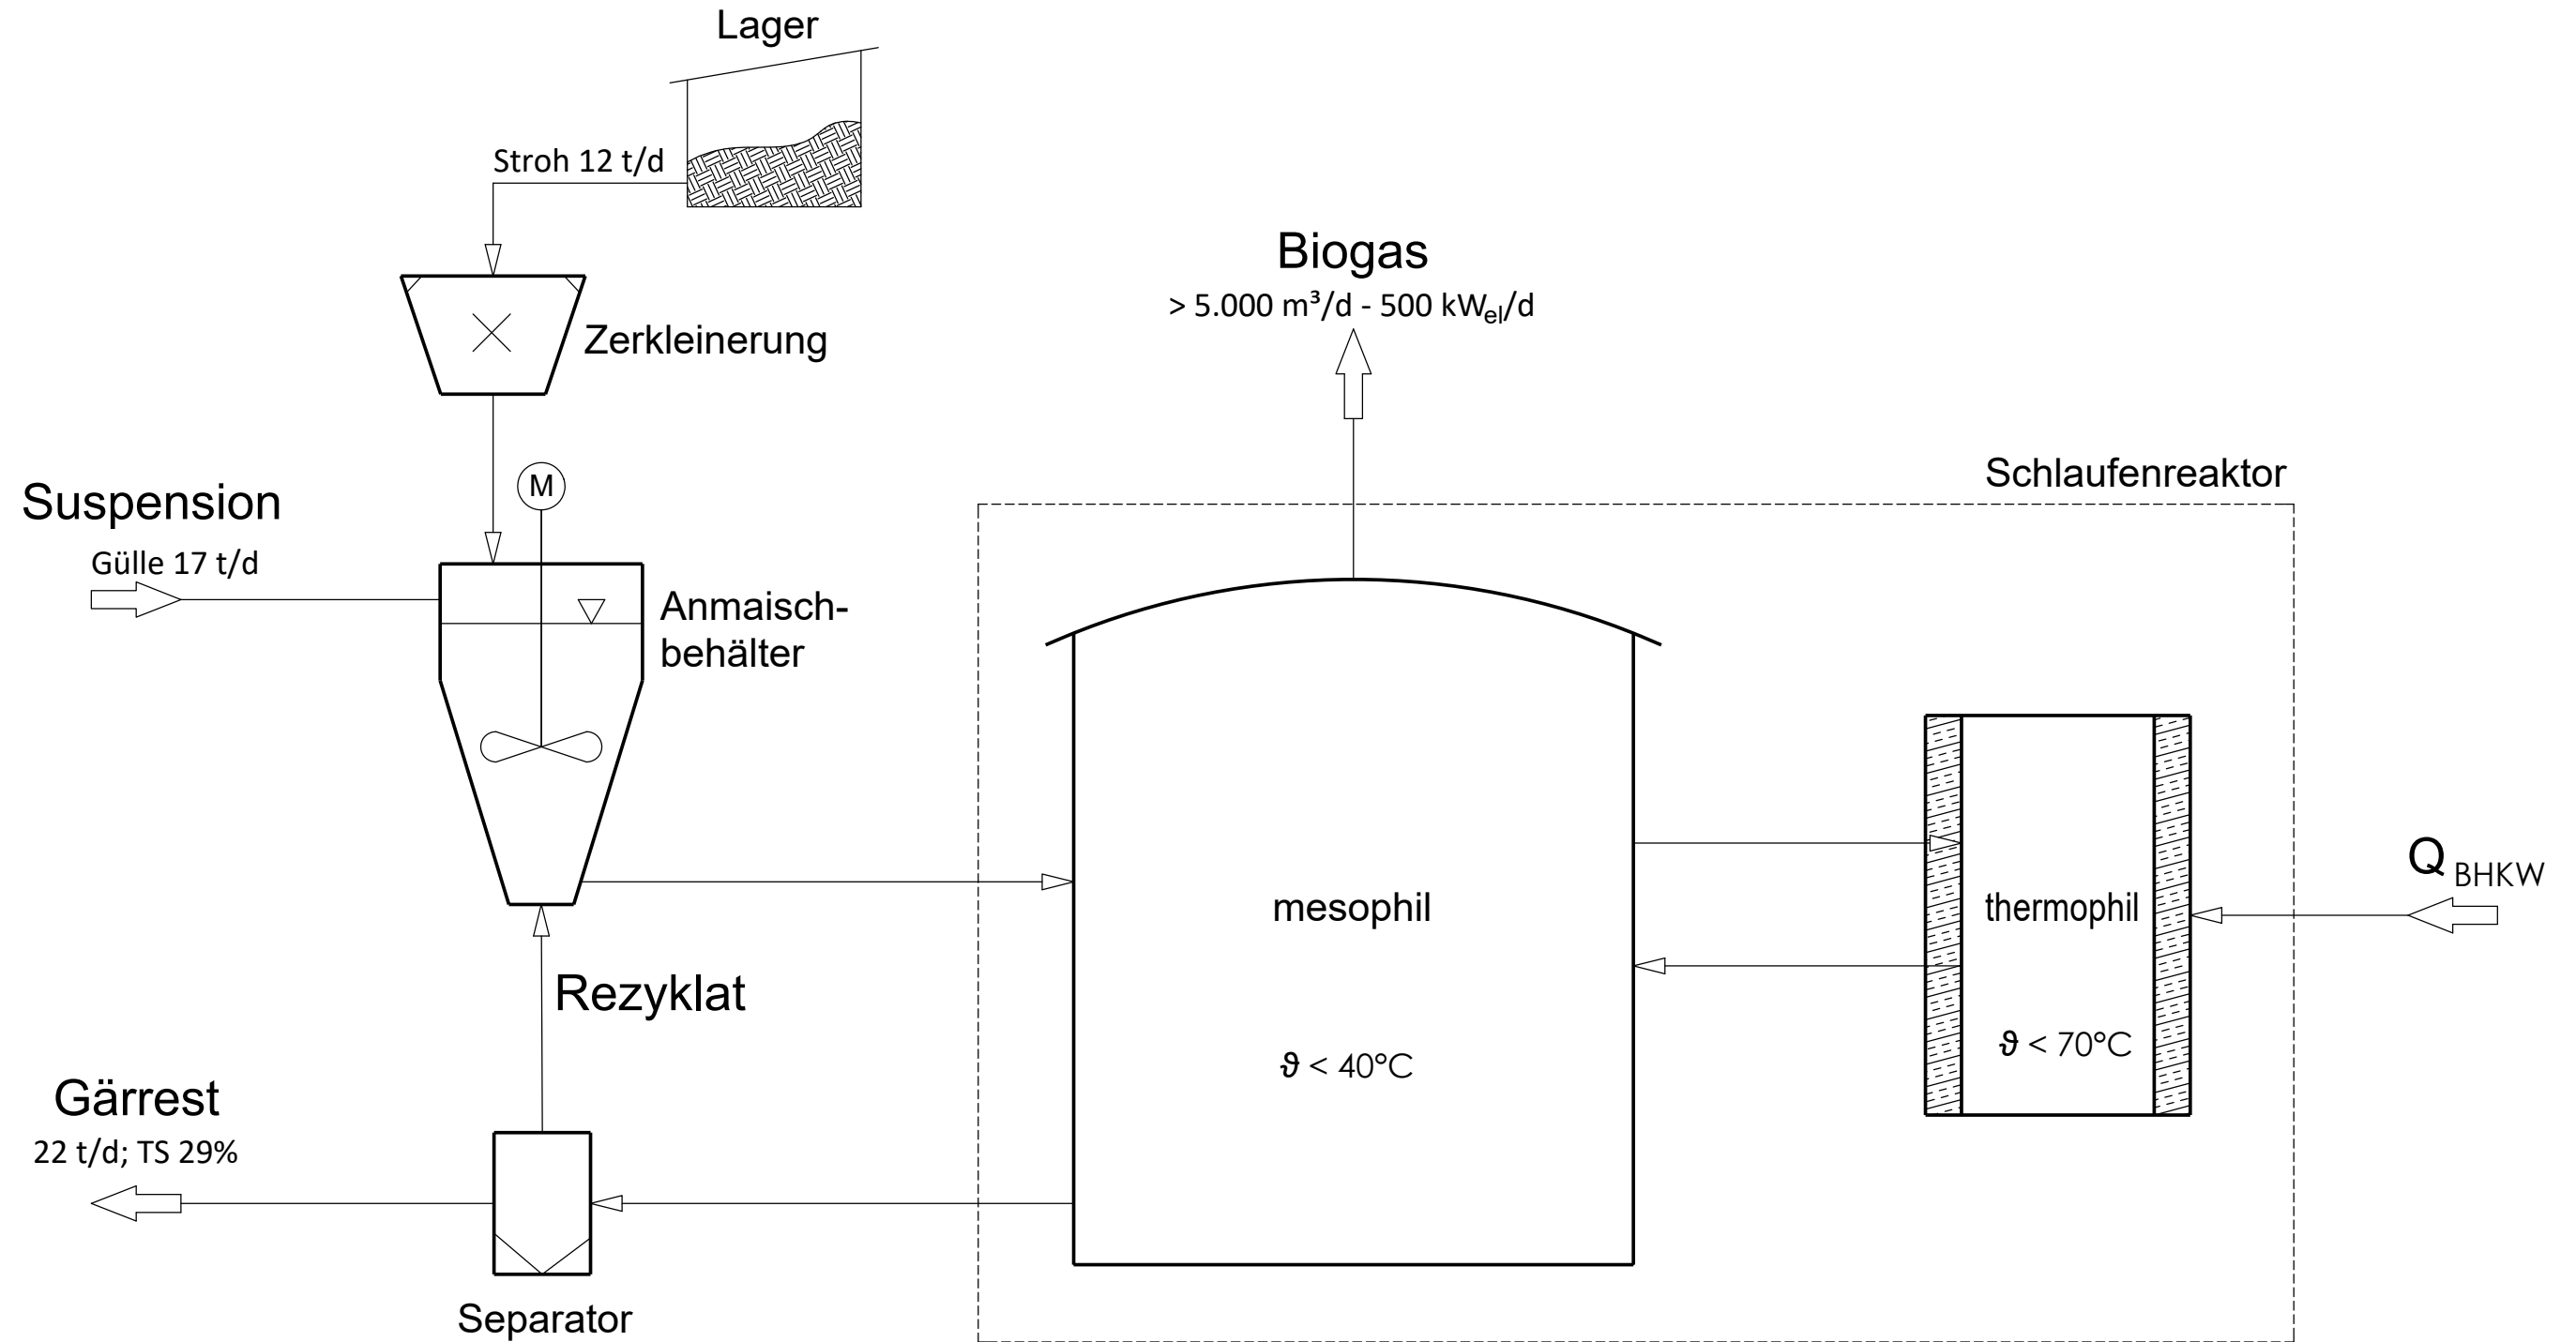 Lager
Stroh 12 t/d
Biogas
> 5.000 m³/d - 500 kWel/d
Zerkleinerung
Schlaufenreaktor
M
Suspension
Gülle 17 t/d
Anmaisch-
behälter
Q BHKW
mesophil
thermophil
Rezyklat
ϑ < 70°C
ϑ < 40°C
Gärrest
22 t/d; TS 29%
Separator